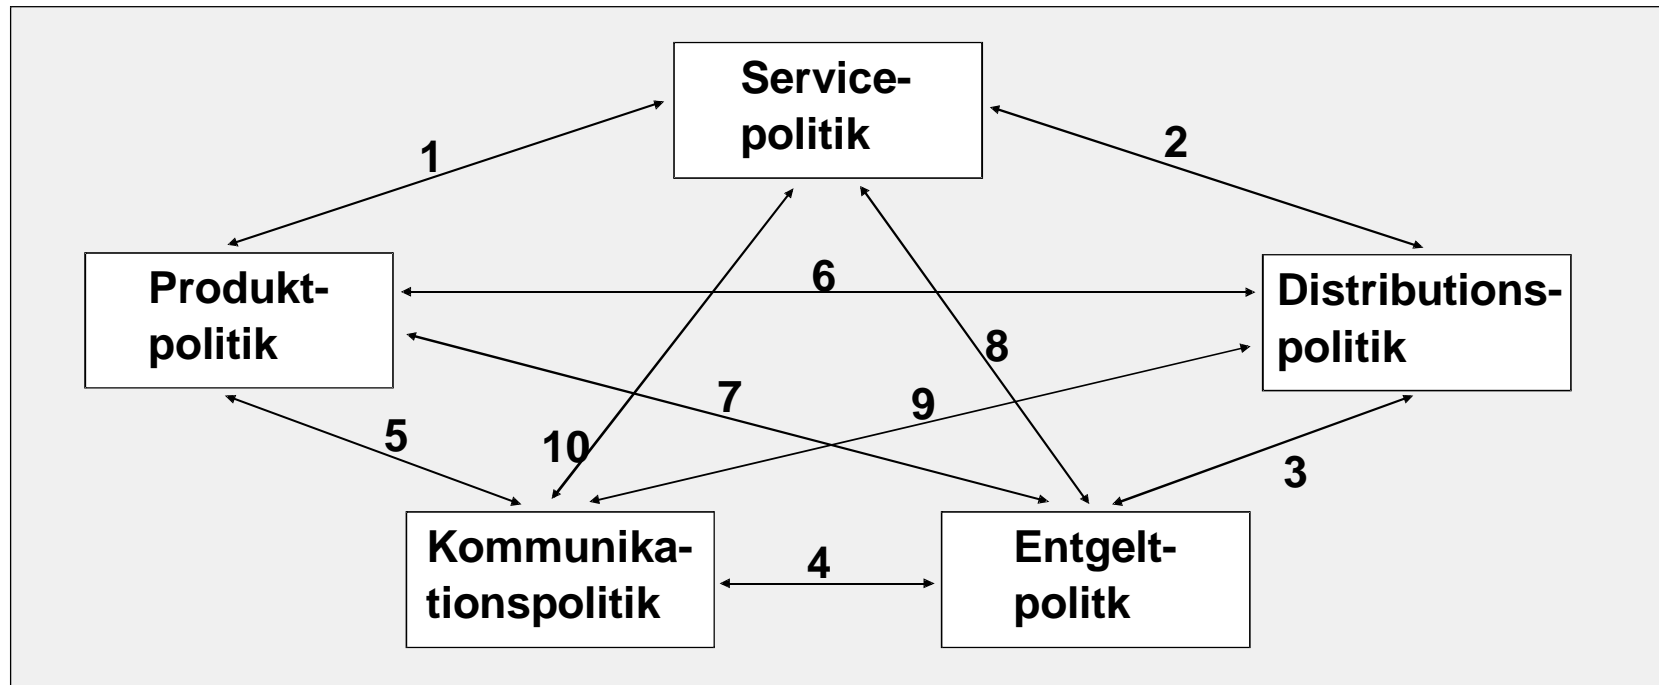 Service-
politik
1
2
Produkt-
politik
6
Distributions-
politik
8
7
9
5
10
3
Kommunika-
tionspolitik
4
Entgelt-
politk